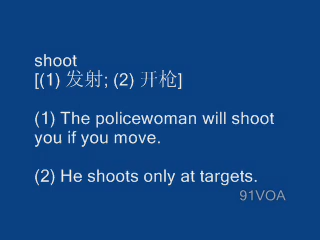 shoot
[(1) 发射; (2) 开枪]
(1) The policewoman will shoot
you if you move.
(2) He shoots only at targets.
91VOA